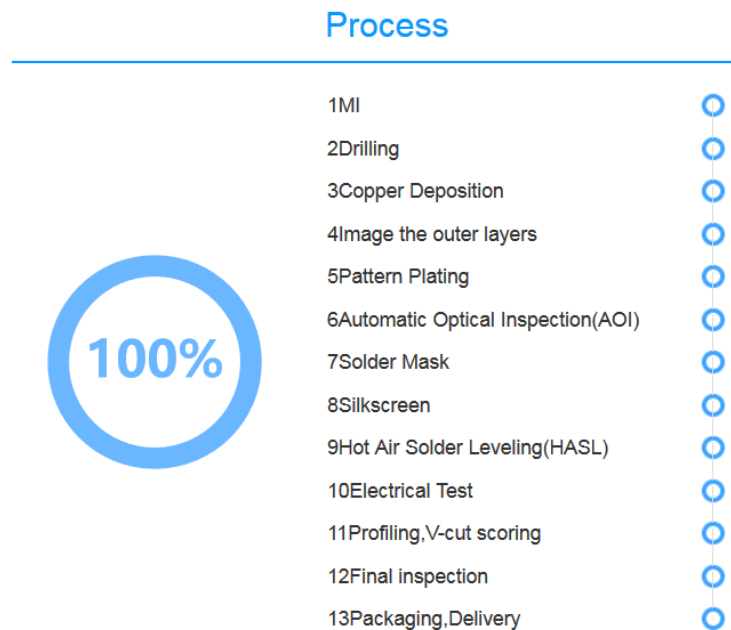 Process
1MI
2Drilling
3Copper Deposition
4Image the outer layers
5Pattern Plating
6Automatic Optical Inspection(AOI)
100%
7Solder Mask
8Silkscreen
9Hot Air Solder Leveling(HASL)
10Electrical Test
11Profiling,V-cut scoring
12Final inspection
13Packaging,Delivery